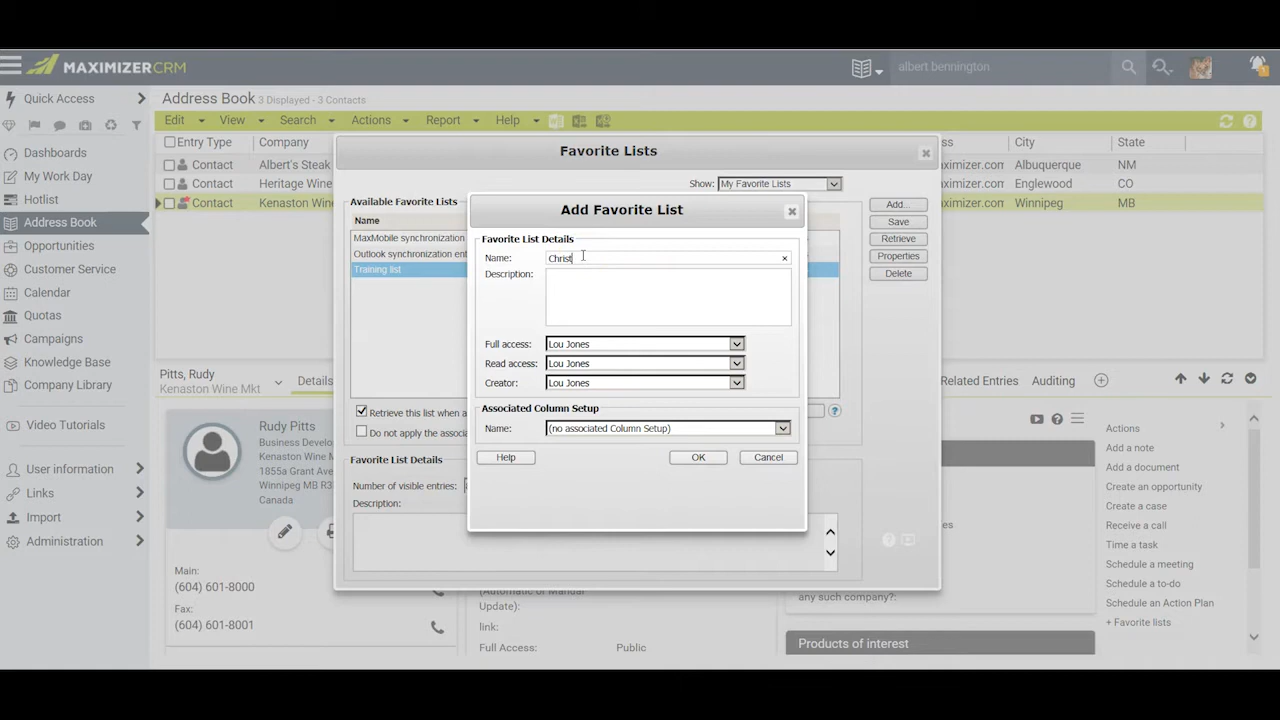 MAXIMIZERCRM
albert bennington
Quick Access
Address Book 3 Displayed - 3 Contacts
Edit View Search Actions Report Help
Entry Type Company City State
Contact Albert's Steak Albuquerque NM
Contact Heritage Wine Englewood CO
Contact Kenaston Wine Winnipeg MB
Dashboards
My Work Day
Hotlist
Address Book
Opportunities
Customer Service
Calendar
Quotas
Campaigns
Knowledge Base
Company Library
Video Tutorials
User information
Links
Import
Administration
Favorite Lists
Show: My Favorite Lists
Available Favorite Lists
Name
MaxMobile synchronization
Outlook synchronization ent
Training list
Add...
Save
Retrieve
Properties
Delete
Retrieve this list when a
Do not apply the associa
Favorite List Details
Number of visible entries:
Description:
Add Favorite List
Favorite List Details
Name: Christ
Description:
Full access: Lou Jones
Read access: Lou Jones
Creator: Lou Jones
Associated Column Setup
Name: (no associated Column Setup)
Help OK Cancel
Pitts, Rudy
Kenaston Wine Mkt
Details
Related Entries Auditing
Rudy Pitts
Business Develo
Kenaston Wine M
1855a Grant Aven
Winnipeg MB R3
Canada
Main:
(604) 601-8000
Fax:
(604) 601-8001
(Automatic or Manual
Update):
link:
Full Access: Public
any such company?:
Products of interest
Actions
Add a note
Add a document
Create an opportunity
Create a case
Receive a call
Time a task
Schedule a meeting
Schedule a to-do
Schedule an Action Plan
+ Favorite lists